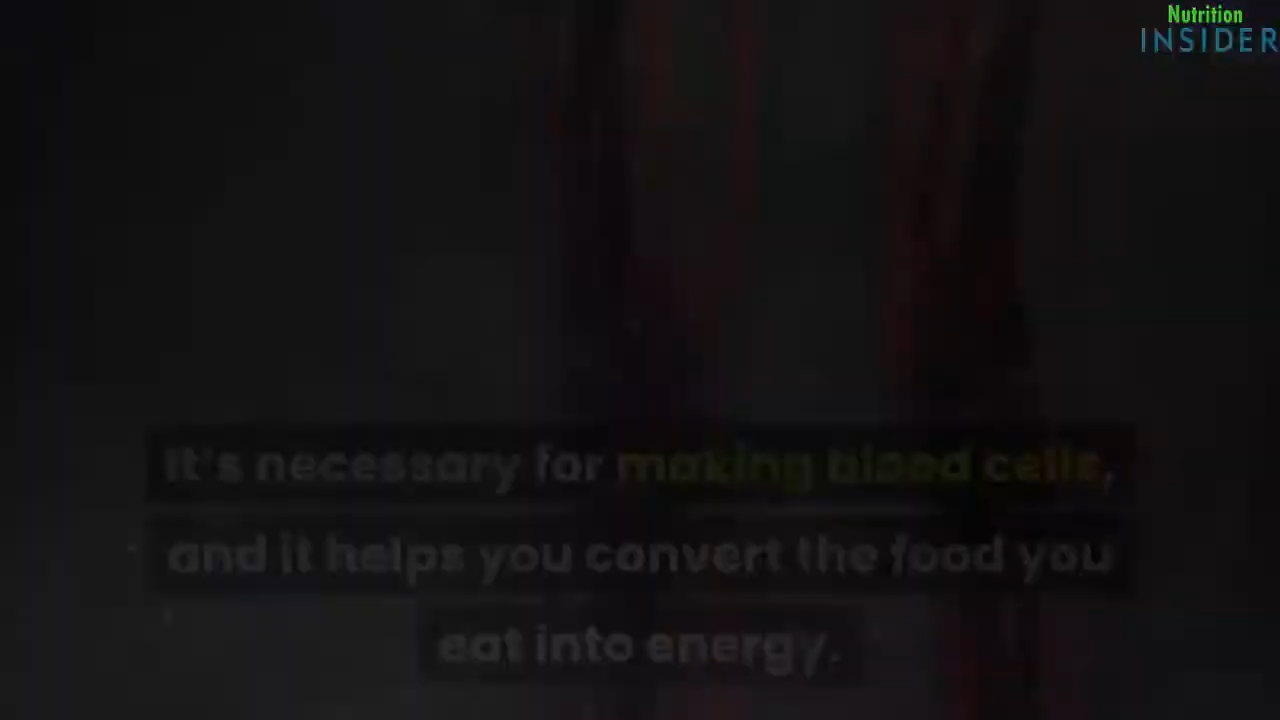 Nutrition
INSIDER
It's necessary for making blood cells,
and it helps you convert the food you
eat into energy.